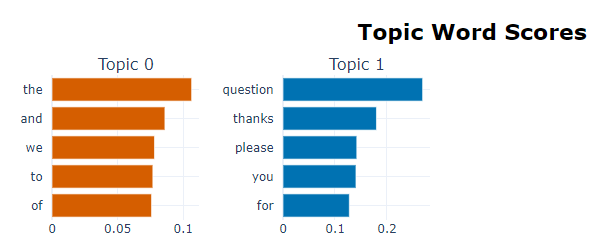 Topic Word Scores
Topic 0
the
and
we
to
of
0 0.05 0.1
Topic 1
question
thanks
please
you
for
0 0.1 0.2